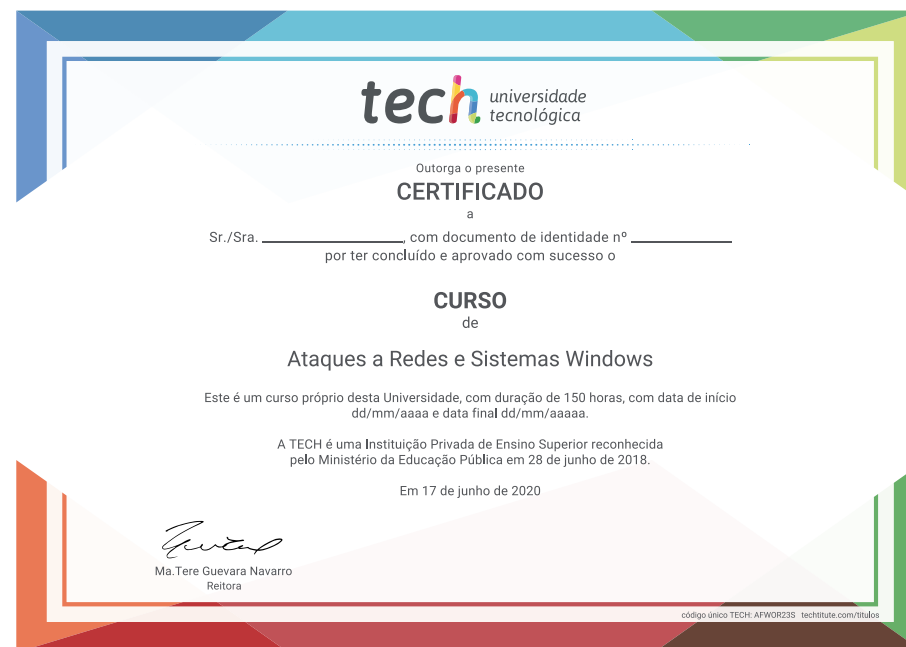 tech universidade
tecnológica
Outorga o presente
CERTIFICADO
a
Sr./Sra. ____________, com documento de identidade nº ____________
por ter concluído e aprovado com sucesso o
CURSO
de
Ataques a Redes e Sistemas Windows
Este é um curso próprio desta Universidade, com duração de 150 horas, com data de início
dd/mm/aaaa e data final dd/mm/aaaaa.
A TECH é uma Instituição Privada de Ensino Superior reconhecida
pelo Ministério da Educação Pública em 28 de junho de 2018.
Em 17 de junho de 2020
Ma.Tere Guevara Navarro
Reitora
código único TECH: AFWOR23S techtitute.com/titulos